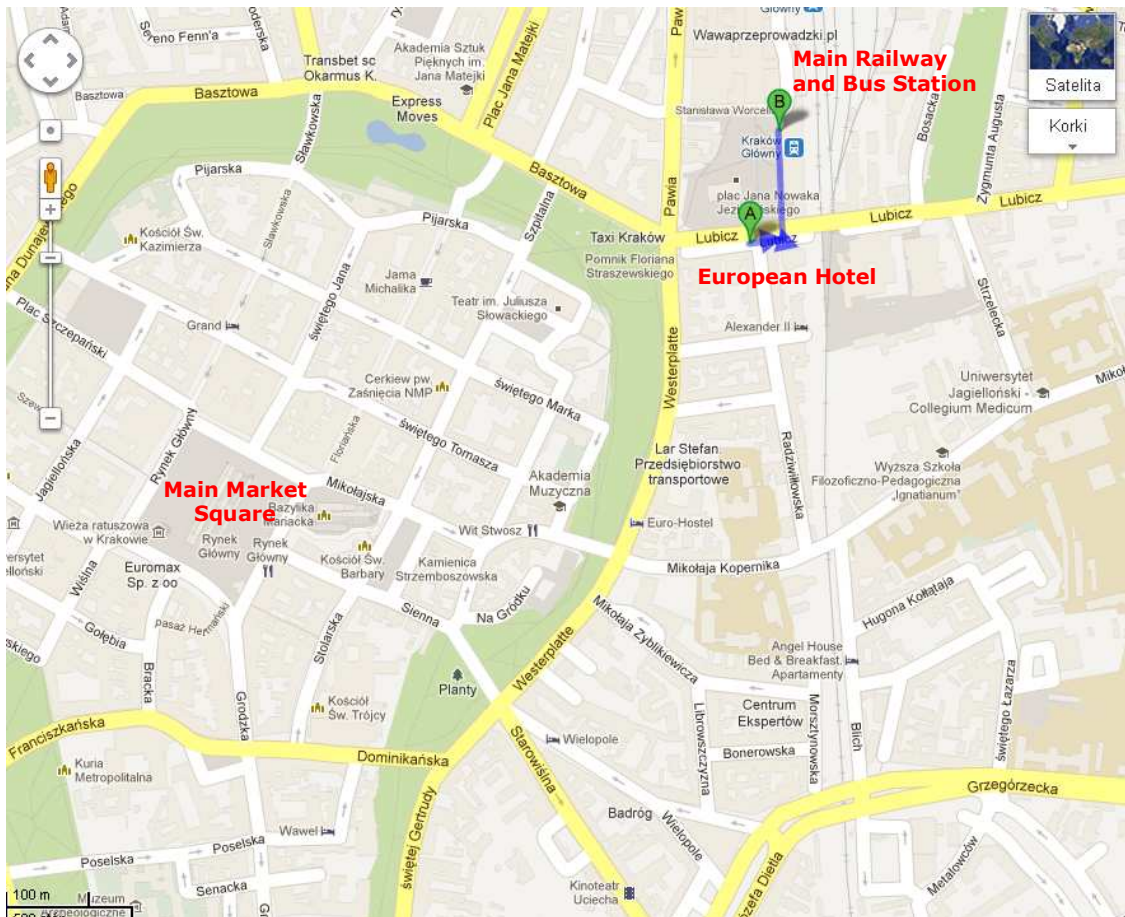 Sereno Fenn'a
Basztowa
Transbet sc
Okarmus K.
Akademia Sztuk
Pięknych im.
Jana Matejki
Plac Jana Matejki
Wawaprzeprowadzki.pl
Główny
Main Railway
and Bus Station
Satelita
Korki
Basztowa
Express
Moves
Stanisława
B
Kraków
Główny
Bosacka
Zygmunta Augusta
Sławkowska
Pijarska
Basztowa
Pawia
plac Jana Nowaka
A
Lubicz
Lubicz
Lubicz
Lubicz
Kościół Św.
Kazimierza
Sławkowska
Pijarska
Szpitalna
Taxi Kraków
Pomnik Floriana
Straszewskiego
European Hotel
Jama
Michalika
świętego Jana
Teatr im. Juliusza
Słowackiego
Strzelecka
Plac Szczepański
Grand
Alexander II
Westerplatte
Cerkiew pw.
Zaśnięcia NMP
świętego Marka
Uniwersytet
Jagielloński -
Collegium Medicum
Floriańska
świętego Tomasza
Radziwiłłowska
Jagiellońska
Rynek Główny
Lar Stefan.
Przedsiębiorstwo
transportowe
Wyższa Szkoła
Filozoficzno-Pedagogiczna
„Ignatianum”
Main Market
Square
Mikołajska
Akademia
Muzyczna
Bazylika
Mariacka
Wieża ratuszowa
w Krakowie
Rynek
Główny
Rynek
Główny
Wit Stwosz
Euro-Hostel
Kościół Św.
Barbary
Kamienica
Strzemboszowska
Mikołaja Kopernika
Euromax
Sp. z oo
Wiślna
Gołębia
Sienna
Na Gródku
Hugona Kołłątaja
Mikołaja Zyblikiewicza
Stolarska
Bracka
Westerplatte
Planty
Angel House
Bed & Breakfast.
Apartamenty
Kościół
Św. Trójcy
Grodzka
Centrum
Ekspertów
Librowszczyzna
Morsztynowska
Blich
świętego Łazarza
Franciszkańska
Dominikańska
Starowiślna
Wielopole
Bonerowska
Kuria
Metropolitalna
Grzegórzecka
Badróg
Wielopole
Wawel
świętej Gertrudy
Poselska
Poselska
Senacka
Metalowców
Józefa Dietla
Kinoteatr
Uciecha
100 m
Muzeum